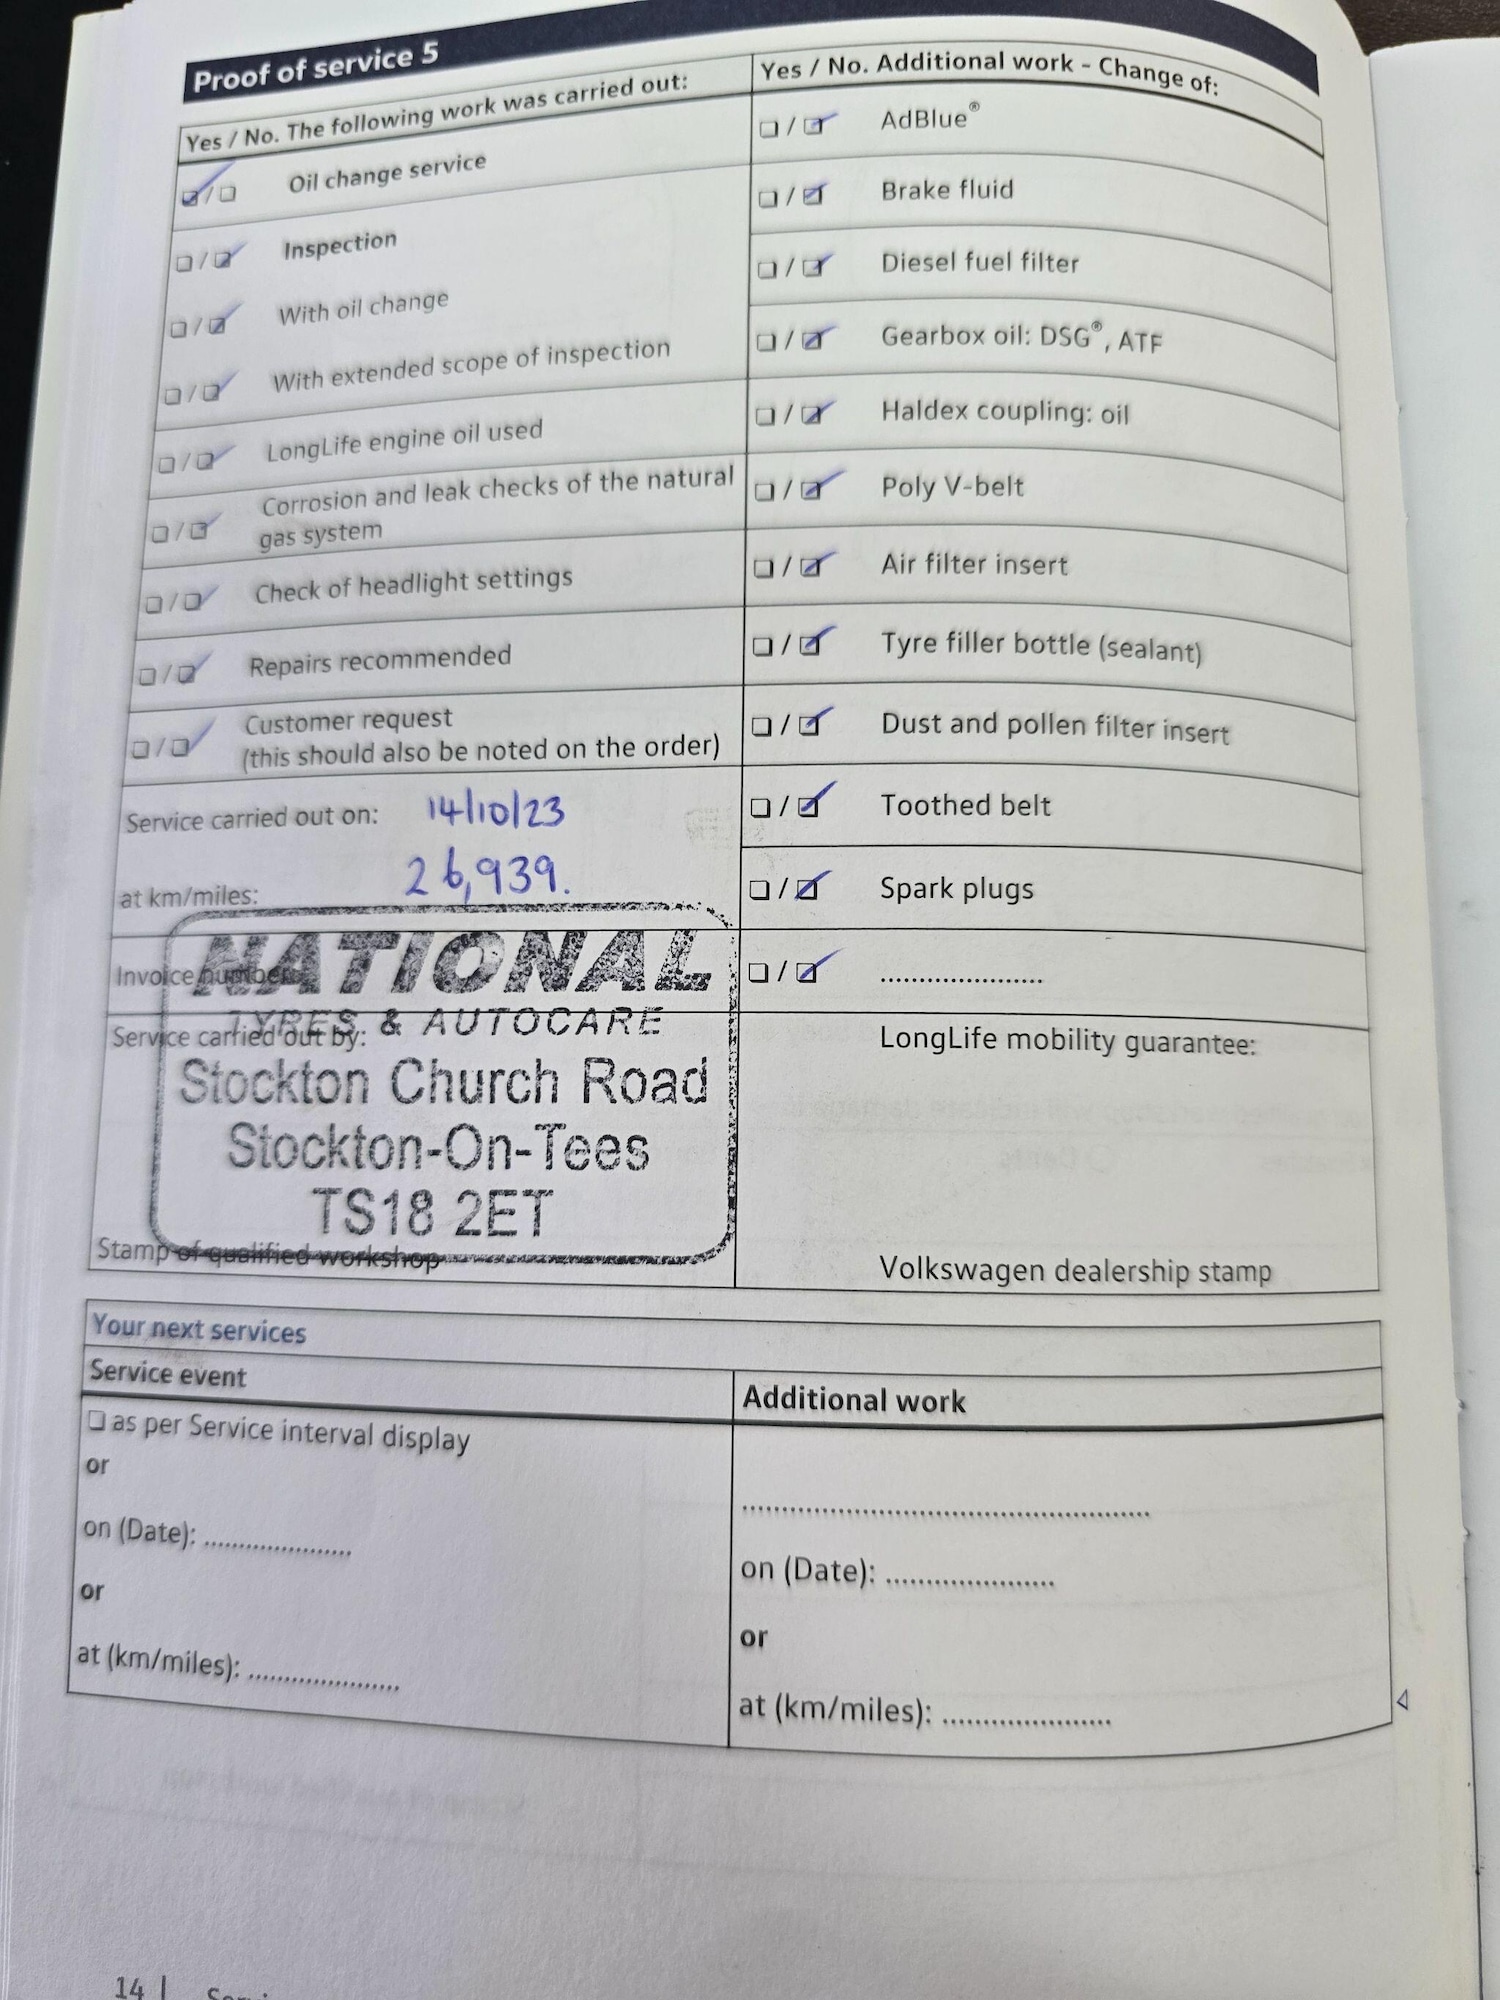 Proof of service 5
Yes / No. The following work was carried out:
Oil change service
Inspection
With oil change
With extended scope of inspection
LongLife engine oil used
Corrosion and leak checks of the natural
gas system
Check of headlight settings
Repairs recommended
Customer request
(this should also be noted on the order)
Service carried out on: 14/10/23
at km/miles: 26,939.
Invoice number:
Service carried out by:
NATIONAL
TYRES & AUTOCARE
Stockton Church Road
Stockton-On-Tees
TS18 2ET
Stamp of qualified workshop
Yes / No. Additional work - Change of:
AdBlue®
Brake fluid
Diesel fuel filter
Gearbox oil: DSG®, ATF
Haldex coupling: oil
Poly V-belt
Air filter insert
Tyre filler bottle (sealant)
Dust and pollen filter insert
Toothed belt
Spark plugs
.....................
LongLife mobility guarantee:
Volkswagen dealership stamp
Your next services
Service event
as per Service interval display
or
on (Date): .....................
or
at (km/miles): .....................
Additional work
...................................................
on (Date): .....................
or
at (km/miles): .....................
14 |